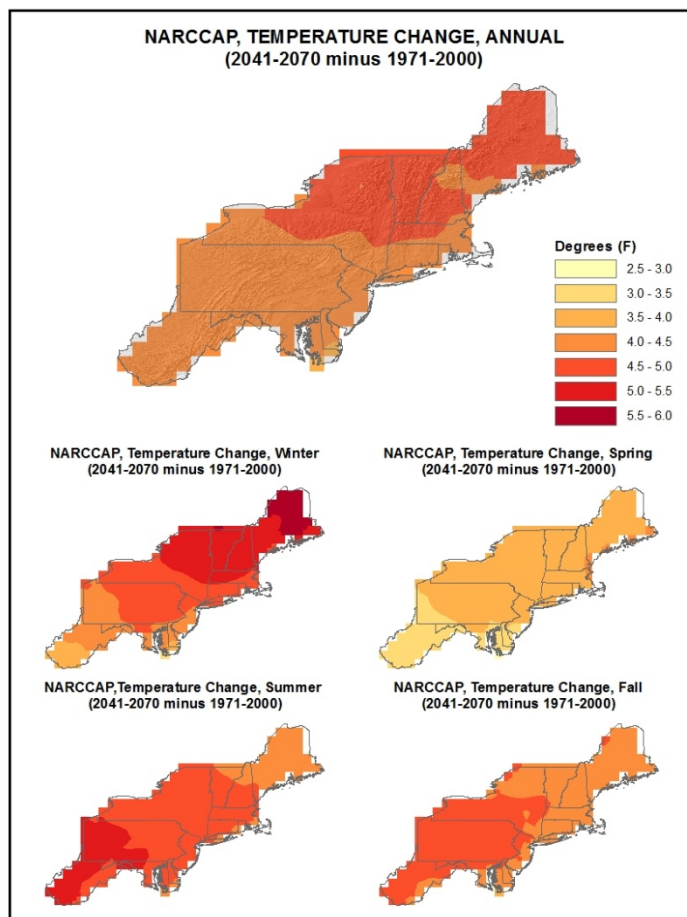 NARCCAP, TEMPERATURE CHANGE, ANNUAL
(2041-2070 minus 1971-2000)
Degrees (F)
2.5 - 3.0
3.0 - 3.5
3.5 - 4.0
4.0 - 4.5
4.5 - 5.0
5.0 - 5.5
5.5 - 6.0
NARCCAP, Temperature Change, Winter
(2041-2070 minus 1971-2000)
NARCCAP, Temperature Change, Spring
(2041-2070 minus 1971-2000)
NARCCAP,Temperature Change, Summer
(2041-2070 minus 1971-2000)
NARCCAP, Temperature Change, Fall
(2041-2070 minus 1971-2000)